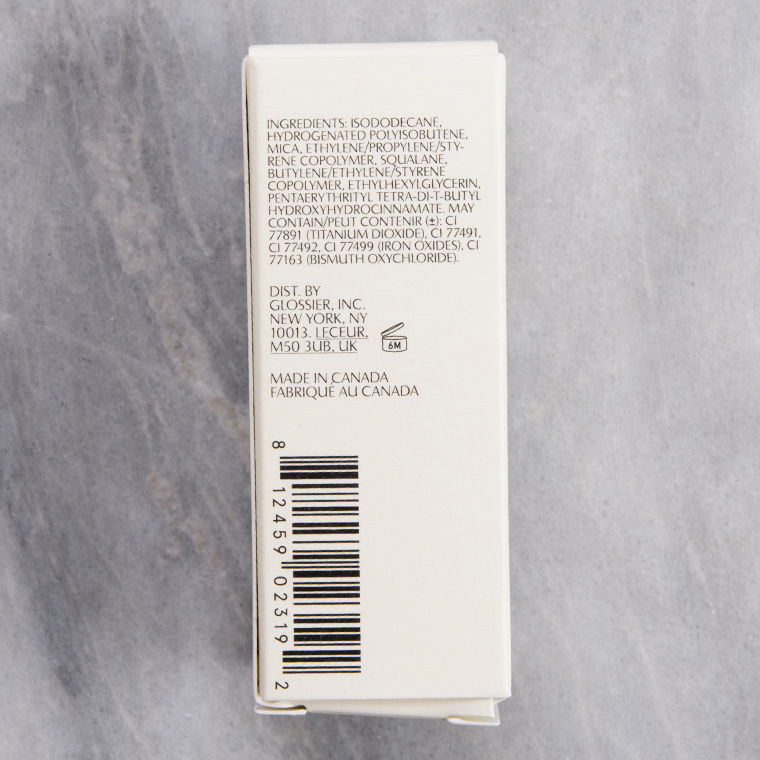 INGREDIENTS: ISODODECANE,
HYDROGENATED POLYISOBUTENE,
MICA, ETHYLENE/PROPYLENE/STY-
RENE COPOLYMER, SQUALANE,
BUTYLENE/ETHYLENE/STYRENE
COPOLYMER, ETHYLHEXYLGLYCERIN,
PENTAERYTHRITYL TETRA-DI-T-BUTYL
HYDROXYHYDROCINNAMATE. MAY
CONTAIN/PEUT CONTENIR (±): CI
77891 (TITANIUM DIOXIDE), CI 77491,
CI 77492, CI 77499 (IRON OXIDES), CI
77163 (BISMUTH OXYCHLORIDE).
DIST. BY
GLOSSIER, INC.
NEW YORK, NY
10013. LECEUR,
M50 3UB, UK
6M
MADE IN CANADA
FABRIQUÉ AU CANADA
8 12459 02319 2